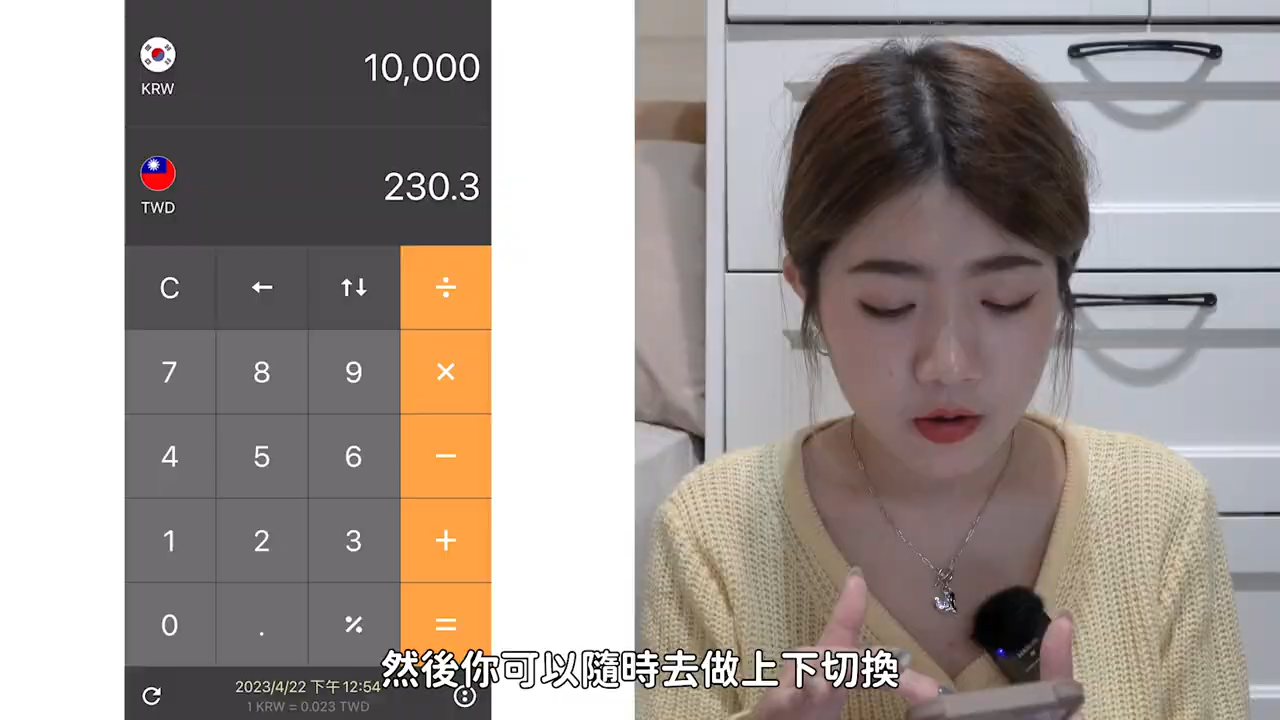 KRW
10,000
TWD
230.3
C ← ↑↓ ÷
7 8 9 ×
4 5 6 −
1 2 3 +
0 . % =
然後你可以隨時去做上下切換
2023/4/22 下午12:54
1 KRW = 0.023 TWD